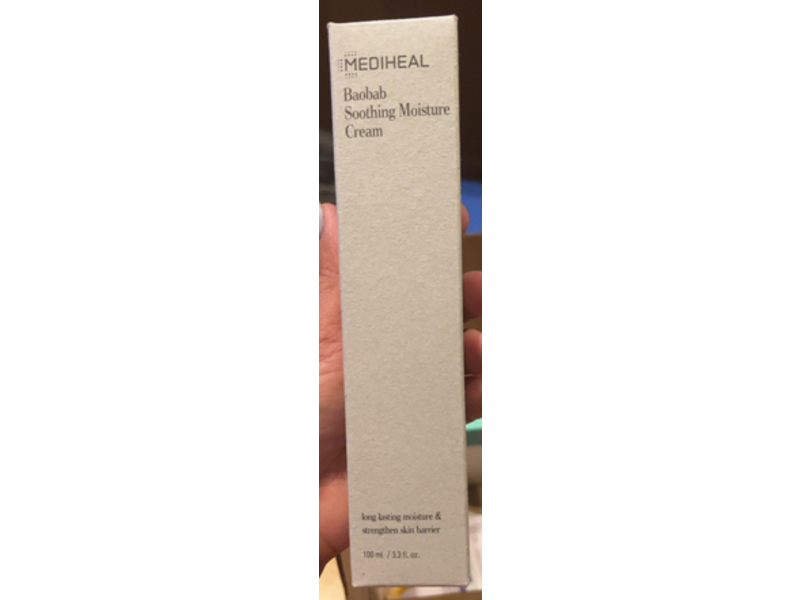 MEDIHEAL
Baobab
Soothing Moisture
Cream
long lasting moisture &
strengthen skin barrier
100 ml. / 3.3 fl. oz.